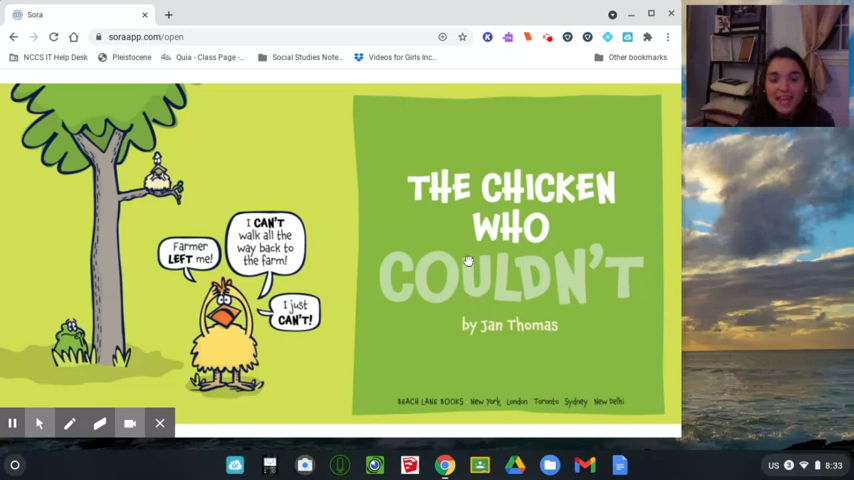 Sora
soraapp.com/open
NCCS IT Help Desk
Pleistocene
Quia - Class Page -...
Social Studies Note...
Videos for Girls Inc...
Other bookmarks
Farmer
LEFT me!
I CAN'T
walk all the
way back to
the farm!
I just
CAN'T!
THE CHICKEN
WHO
COULDN'T
by Jan Thomas
BEACH LANE BOOKS New York London Toronto Sydney New Delhi
US 3 8:33